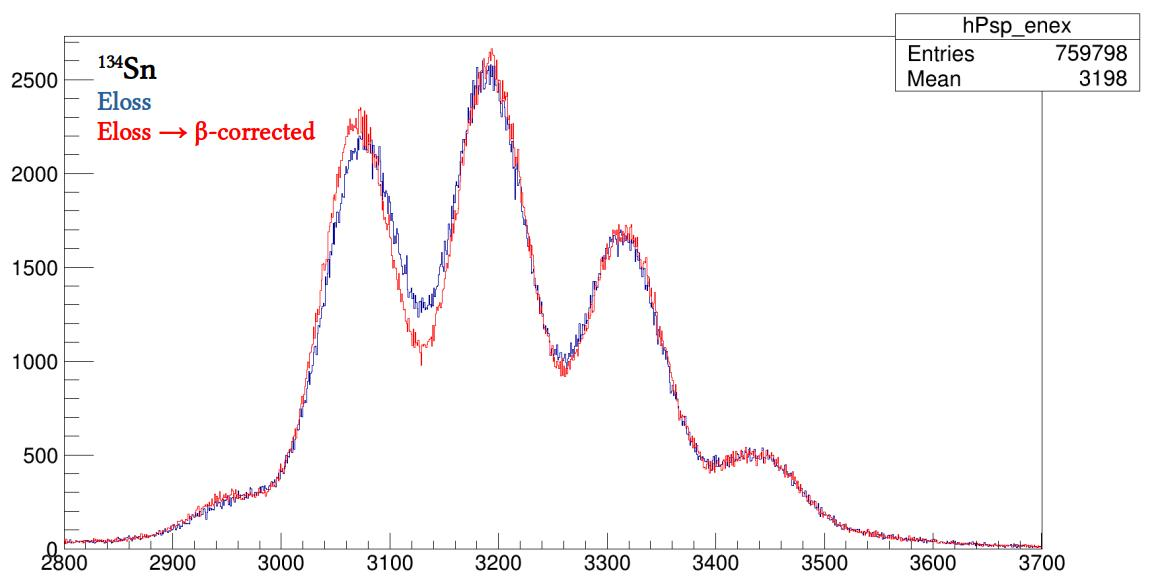 hPsp_enex
Entries 759798
Mean 3198
¹³⁴Sn
Eloss
Eloss → β-corrected
2500
2000
1500
1000
500
0
2800 2900 3000 3100 3200 3300 3400 3500 3600 3700